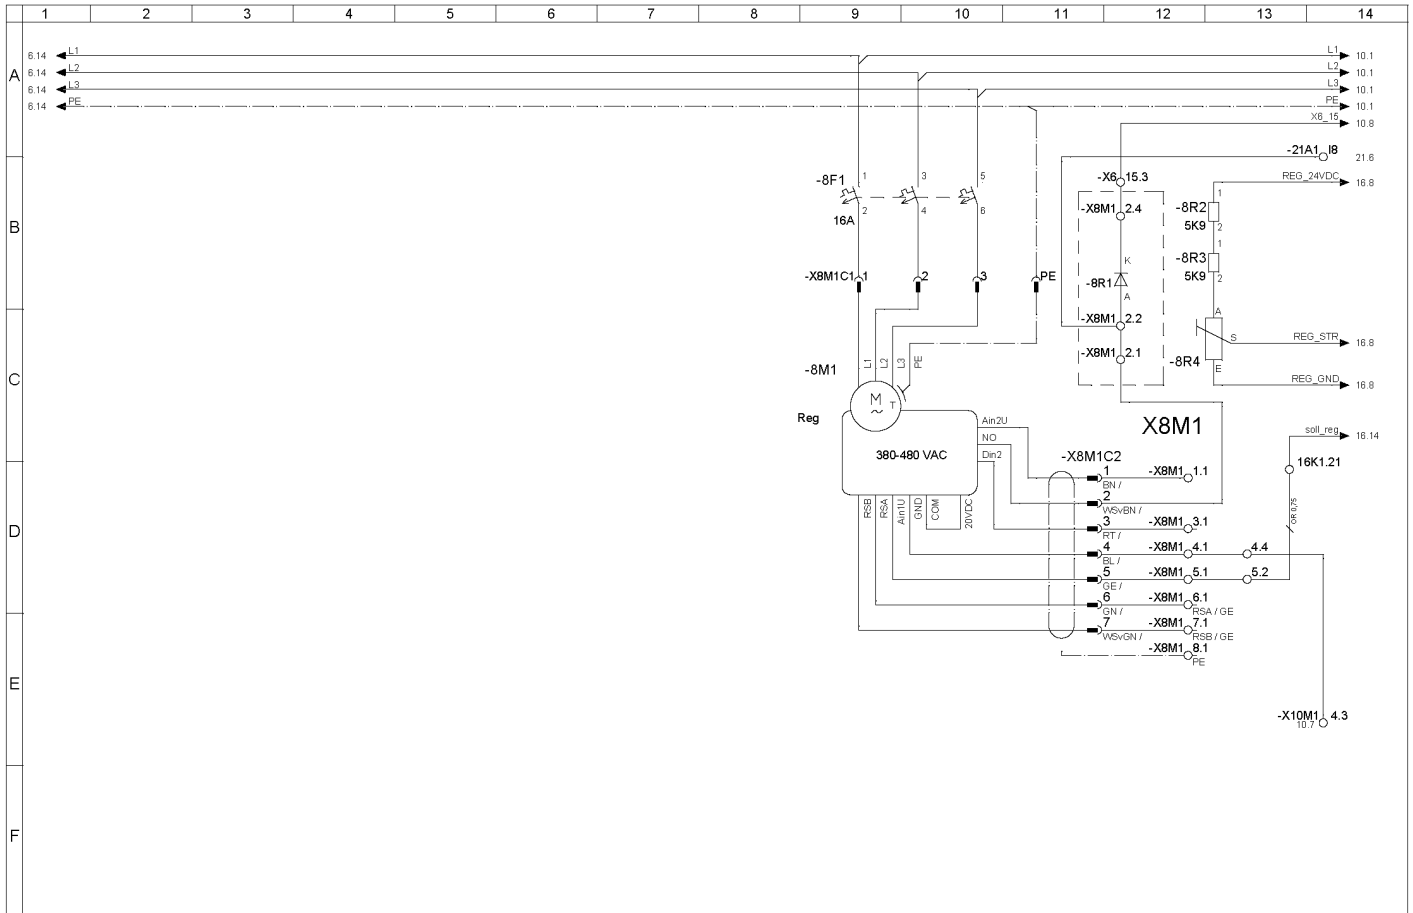 1 2 3 4 5 6 7 8 9 10 11 12 13 14
A
6.14 L1 L1 10.1
6.14 L2 L2 10.1
6.14 L3 L3 10.1
6.14 PE PE 10.1
X6_15 10.8
-21A1 I8 21.6
-8F1 1 3 5
-X6 15.3
REG_24VDC 16.8
1
B
16A 2 4 6
-X8M1 2.4
-8R2
5K9 2
1
K
-8R3
5K9 2
-X8M1C1 1 2 3 PE
-8R1
A
A
-X8M1 2.2
S REG_STR 16.8
-X8M1 2.1
-8R4
E
C
-8M1 L1 L2 L3 PE
REG_GND 16.8
M
~
T
Reg
Ain2U
NO
Din2
X8M1
soll_reg 16.14
380-480 VAC
-X8M1C2
16K1.21
1 -X8M1 1.1
BN /
RSB RSA Ain1U GND COM 20VDC
2
WSvBN /
OR 0,75
D
3 -X8M1 3.1
RT /
4 -X8M1 4.1 4.4
BL /
5 -X8M1 5.1 5.2
GE /
6 -X8M1 6.1
GN / RSA / GE
7 -X8M1 7.1
WSvGN / RSB / GE
-X8M1 8.1
PE
E
-X10M1 4.3
10.7
F